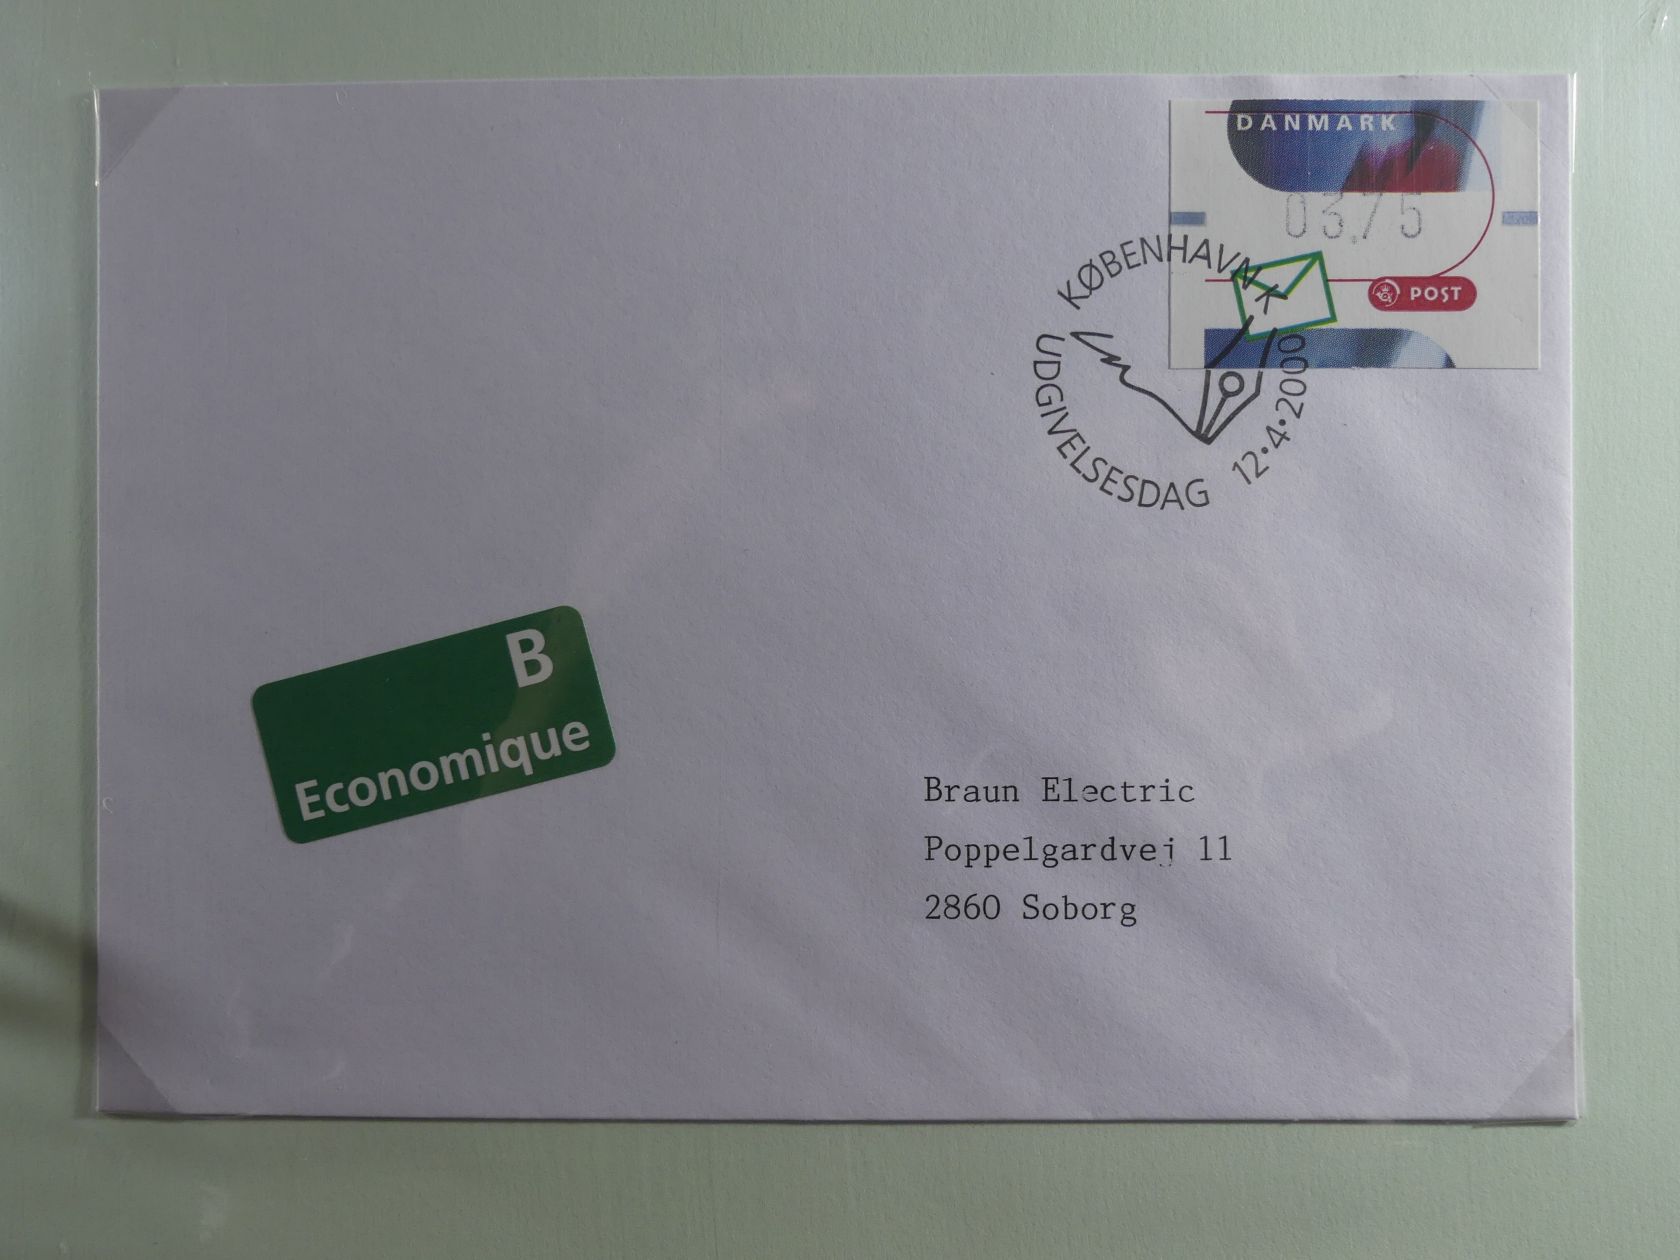 DANMARK
03.75
POST
KØBENHAVN K
UDGIVELSESDAG 12•4•2000
B
Economique
Braun Electric
Poppelgardvej 11
2860 Soborg